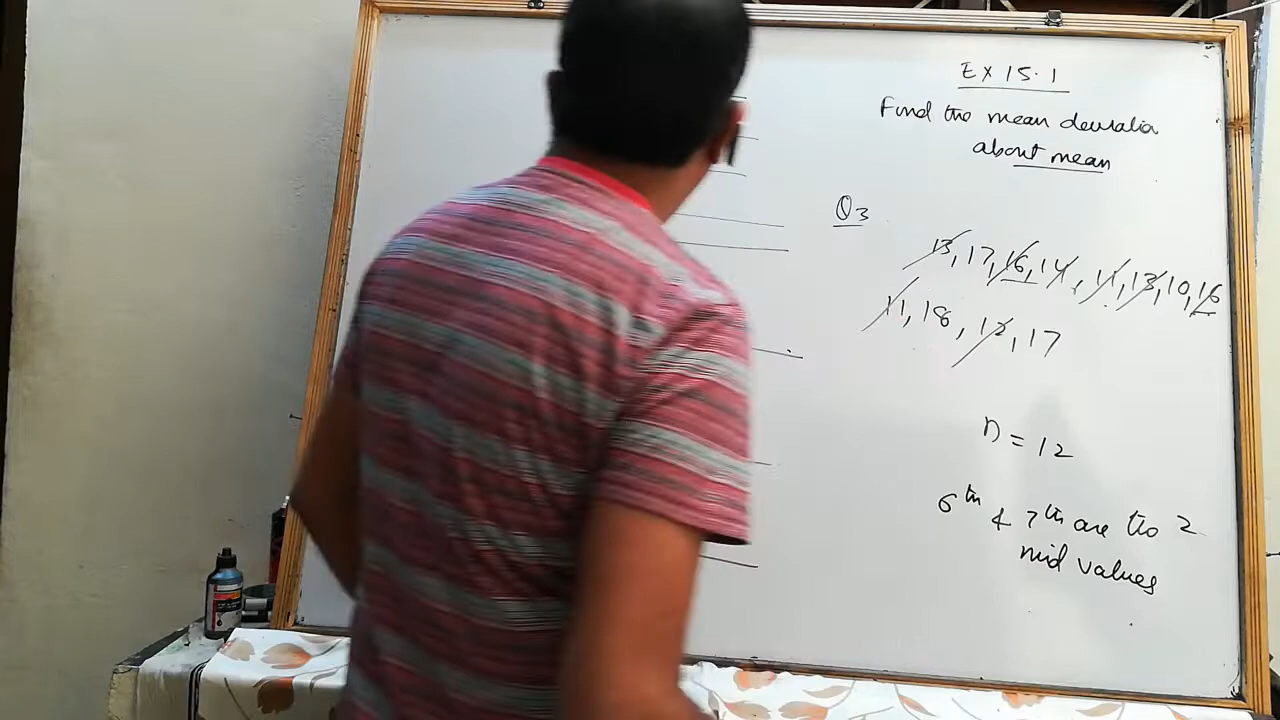 Ex 15.1
Find the mean deviation
about mean
Q3
13, 17, 16, 14, 11, 13, 10, 16
11, 18, 12, 17
n = 12
6th & 7th are the 2
mid values